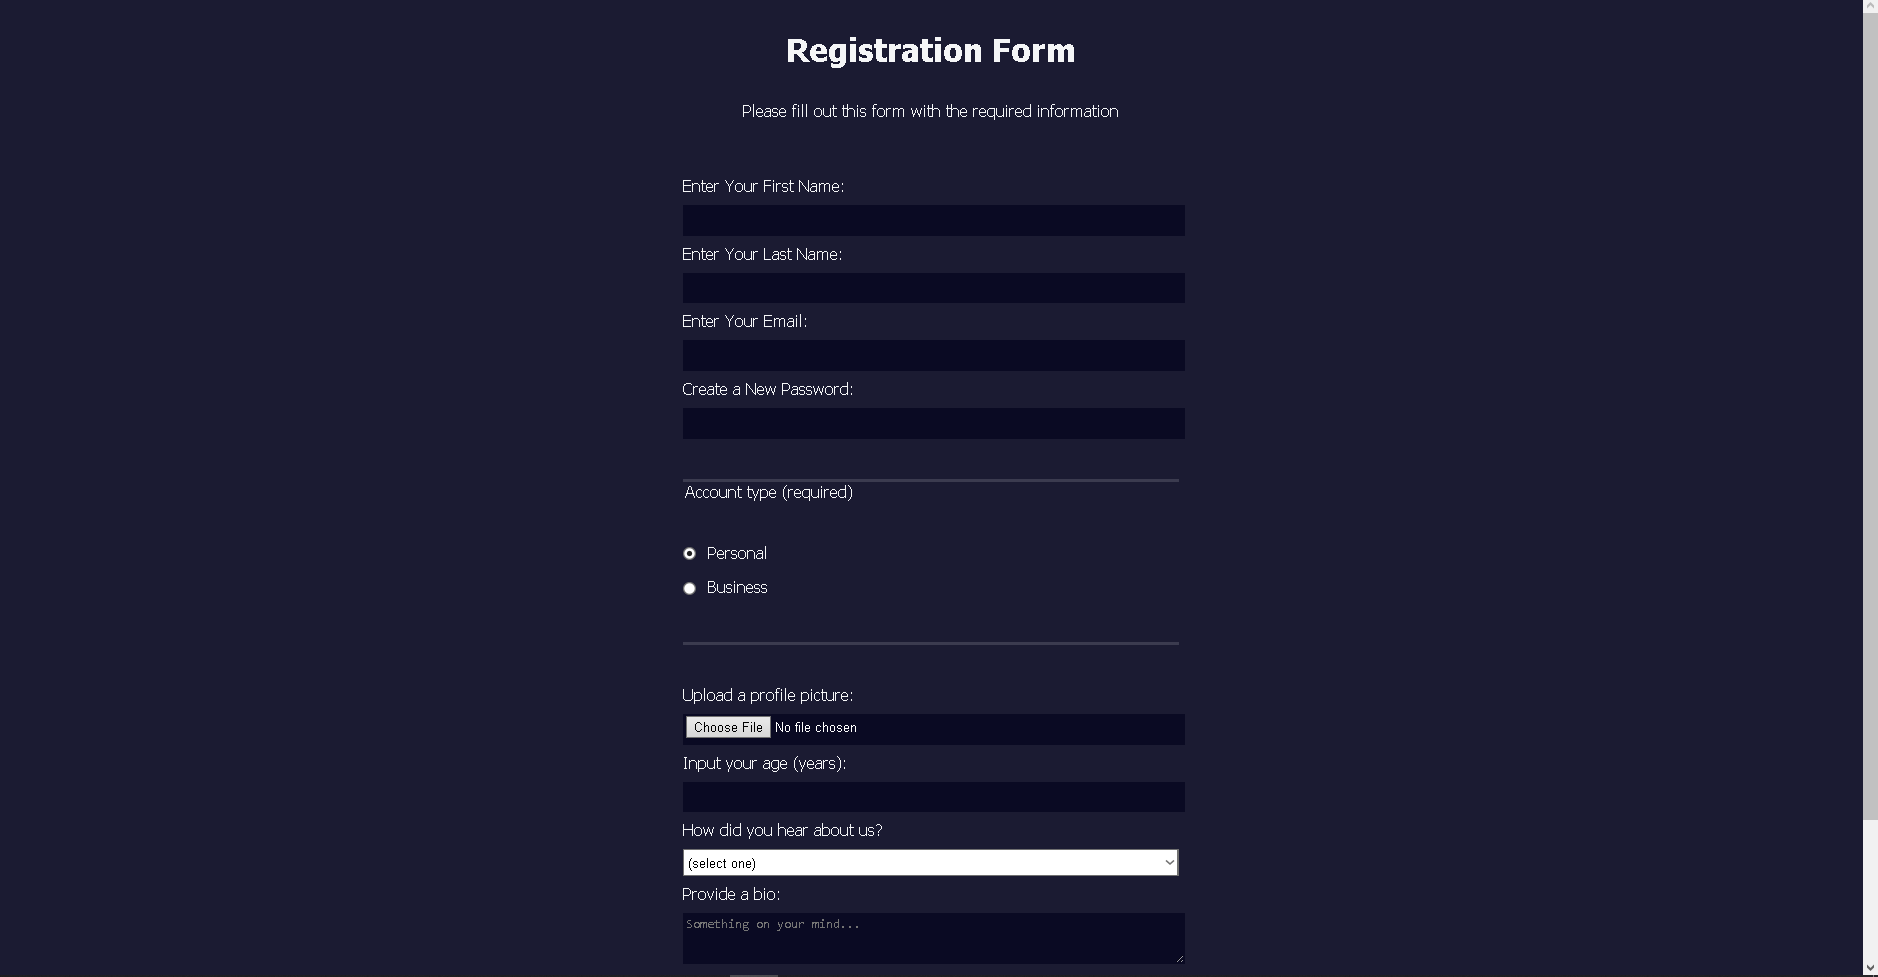 Registration Form
Please fill out this form with the required information
Enter Your First Name:
Enter Your Last Name:
Enter Your Email:
Create a New Password:
Account type (required)
Personal
Business
Upload a profile picture:
Choose File No file chosen
Input your age (years):
How did you hear about us?
(select one)
Provide a bio:
Something on your mind...